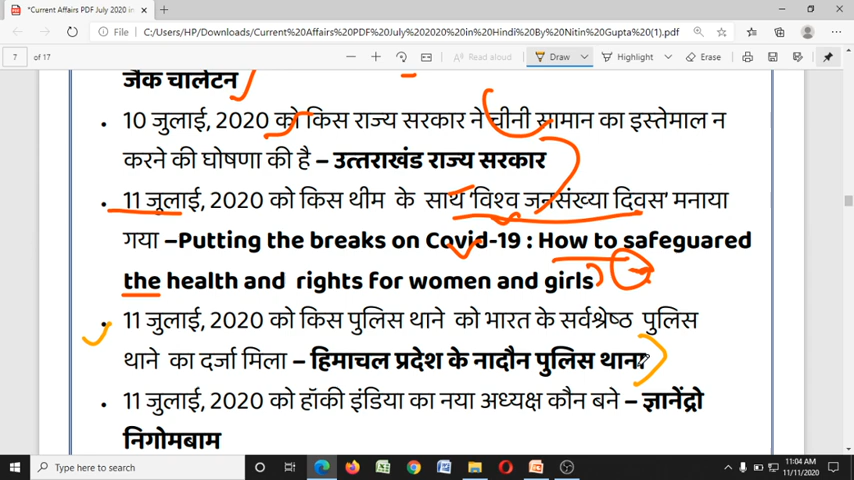 *Current Affairs PDF July 2020 in
C:/Users/HP/Downloads/Current%20Affairs%20PDF%20July%202020%20in%20Hindi%20By%20Nitin%20Gupta%20(1).pdf
7 of 17 Read aloud Draw Highlight Erase
जैक चार्लटन
10 जुलाई, 2020 को किस राज्य सरकार ने चीनी सामान का इस्तेमाल न
करने की घोषणा की है – उत्तराखंड राज्य सरकार
11 जुलाई, 2020 को किस थीम के साथ ‘विश्व जनसंख्या दिवस’ मनाया
गया –Putting the breaks on Covid-19 : How to safeguared
the health and rights for women and girls
11 जुलाई, 2020 को किस पुलिस थाने को भारत के सर्वश्रेष्ठ पुलिस
थाने का दर्जा मिला – हिमाचल प्रदेश के नादौन पुलिस थाना
11 जुलाई, 2020 को हॉकी इंडिया का नया अध्यक्ष कौन बने – ज्ञानेंद्रो
निगोमबाम
Type here to search
11:04 AM
11/11/2020